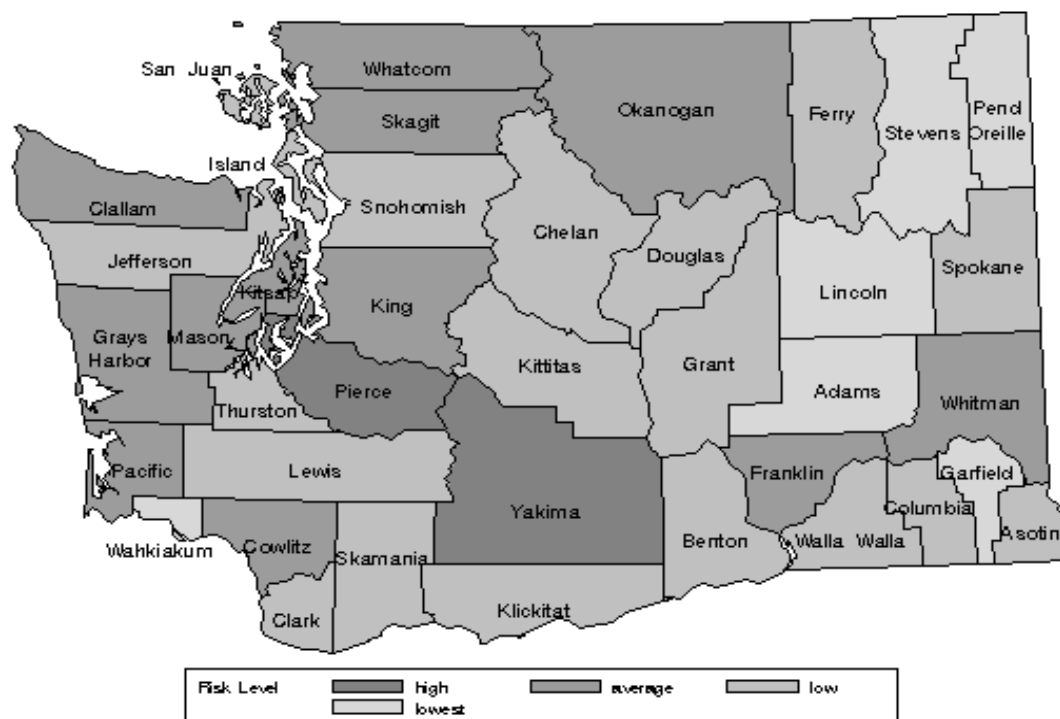 San Juan
Whatcom
Okanogan
Ferry
Stevens
Pend
Oreille
Skagit
Island
Snohomish
Clallam
Chelan
Douglas
Jefferson
Spokane
Kitsap
King
Lincoln
Grays
Harbor
Mason
Kittitas
Grant
Pierce
Adams
Thurston
Whitman
Pacific
Lewis
Franklin
Garfield
Yakima
Columbia
Wahkiakum
Cowlitz
Skamania
Benton
Walla Walla
Asotin
Clark
Klickitat
Risk Level high average low
lowest